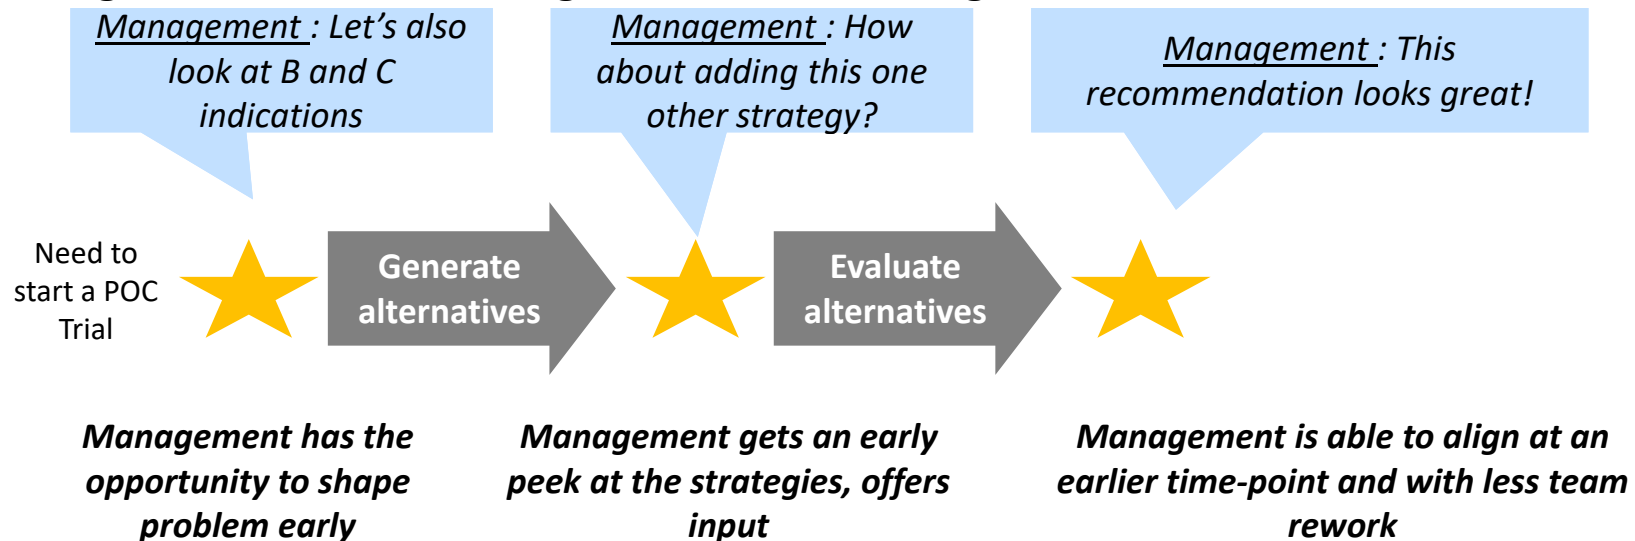 Management : Let’s also
look at B and C
indications
Management : How
about adding this one
other strategy?
Management : This
recommendation looks great!
Need to
start a POC
Trial
Generate
alternatives
Evaluate
alternatives
Management has the
opportunity to shape
problem early
Management gets an early
peek at the strategies, offers
input
Management is able to align at an
earlier time-point and with less team
rework